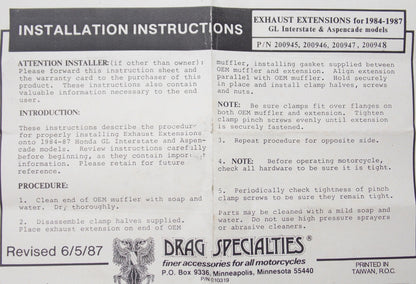 INSTALLATION INSTRUCTIONS
EXHAUST EXTENSIONS for 1984-1987
GL Interstate & Aspencade models
P/N 200945, 200946, 200947, 200948
ATTENTION INSTALLER:(if other than owner):
Please forward this instruction sheet and
the warranty card to the purchaser of this
product. These instructions also contain
valuable information necessary to the end
user.
INTRODUCTION:
These instructions describe the procedure
for properly installing Exhaust Extensions
onto 1984-87 Honda GL Interstate and Aspen-
cade models. Review instructions carefully
before beginning, as they contain important
information. Please retain for future
reference.
PROCEDURE:
1. Clean end of OEM muffler with soap and
water. Dry thoroughly.
2. Disassemble clamp halves supplied.
Place exhaust extension on end of OEM
muffler, installing gasket supplied between
OEM muffler and extension. Align extension
parallel with OEM muffler. Hold securely
in place and install clamp halves, screws
and nuts.
NOTE: Be sure clamps fit over flanges on
both OEM muffler and extension. Tighten
clamp pinch screws evenly until extension
is securely fastened.
3. Repeat procedure for opposite side.
4. NOTE: Before operating motorcycle,
check all hardware to be sure it is tight.
5. Periodically check tightness of pinch
clamp screws to be sure they remain tight.
Parts may be cleaned with a mild soap and
water. Do not use high pressure sprayers
or abrasive cleaners.
Revised 6/5/87
DRAG SPECIALTIES®
finer accessories for all motorcycles
P.O. Box 9336, Minneapolis, Minnesota 55440
PRINTED IN
TAIWAN, R.O.C.